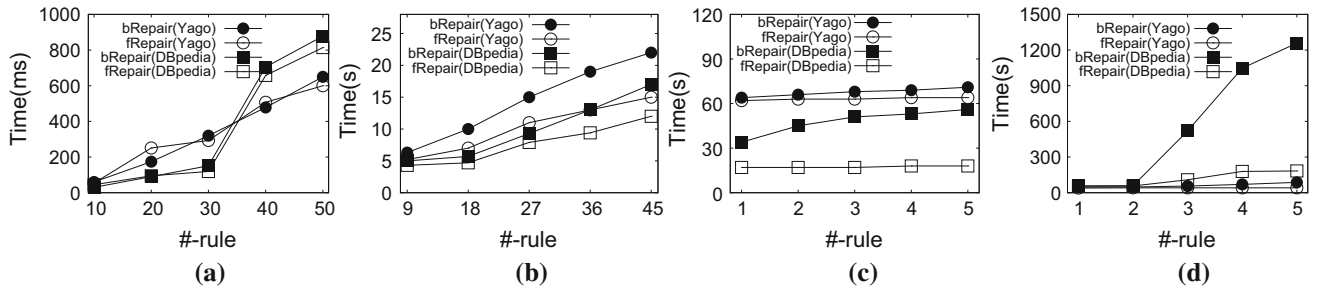 1000
800
600
400
200
0
Time(ms)
bRepair(Yago)
fRepair(Yago)
bRepair(DBpedia)
fRepair(DBpedia)
10 20 30 40 50
#-rule
(a)
25
20
15
10
5
0
Time(s)
bRepair(Yago)
fRepair(Yago)
bRepair(DBpedia)
fRepair(DBpedia)
9 18 27 36 45
#-rule
(b)
120
90
60
30
0
Time(s)
bRepair(Yago)
fRepair(Yago)
bRepair(DBpedia)
fRepair(DBpedia)
1 2 3 4 5
#-rule
(c)
1500
1200
900
600
300
0
Time(s)
bRepair(Yago)
fRepair(Yago)
bRepair(DBpedia)
fRepair(DBpedia)
1 2 3 4 5
#-rule
(d)